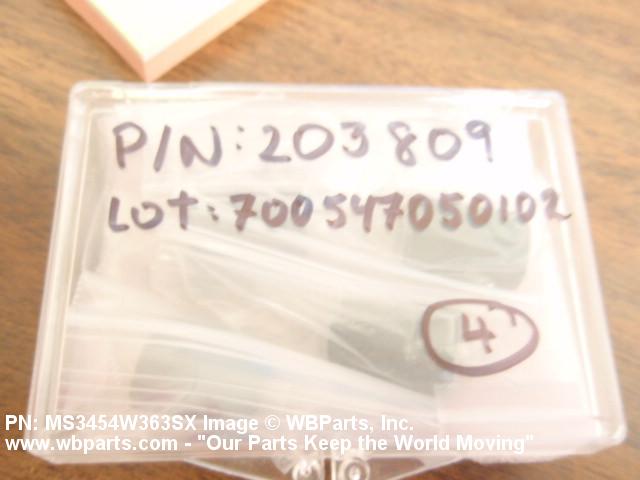 P/N: 203809
LOT: 700547050102
4
PN: MS3454W363SX Image © WBParts, Inc.
www.wbparts.com - "Our Parts Keep the World Moving"